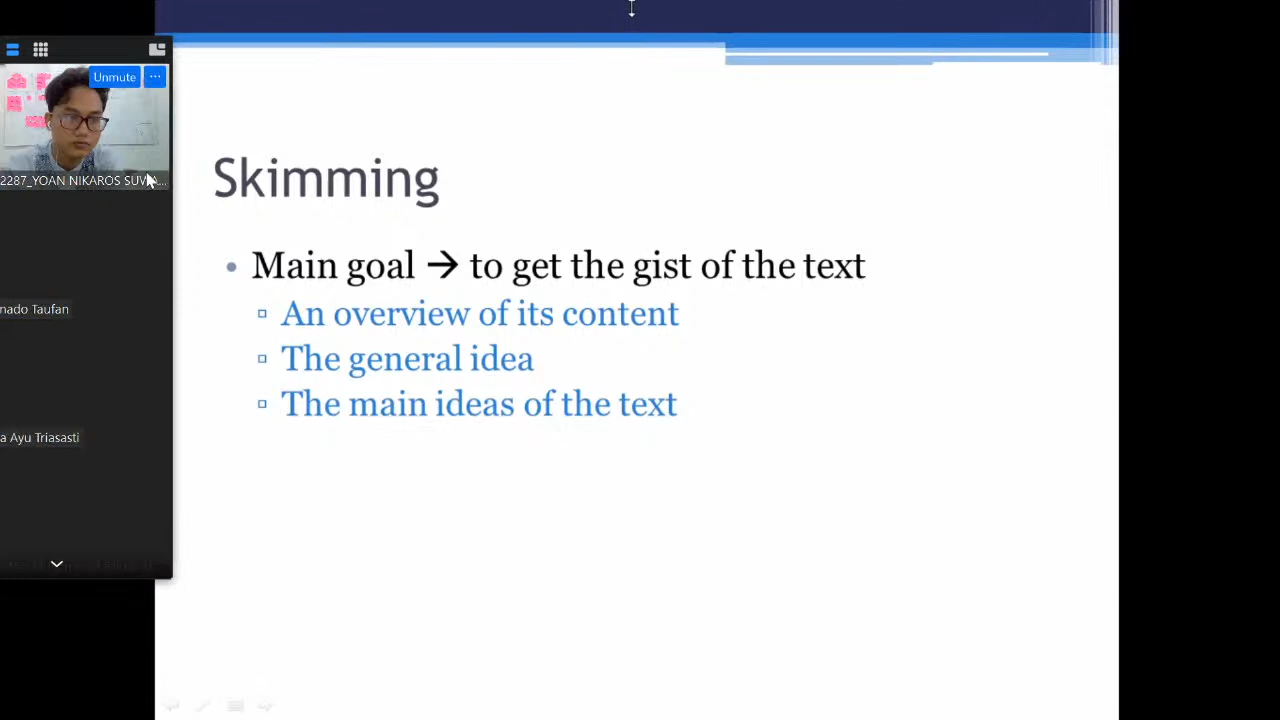 Unmute
2287_YOAN NIKAROS SUV
nado Taufan
a Ayu Triasasti
Skimming
• Main goal → to get the gist of the text
▫ An overview of its content
▫ The general idea
▫ The main ideas of the text